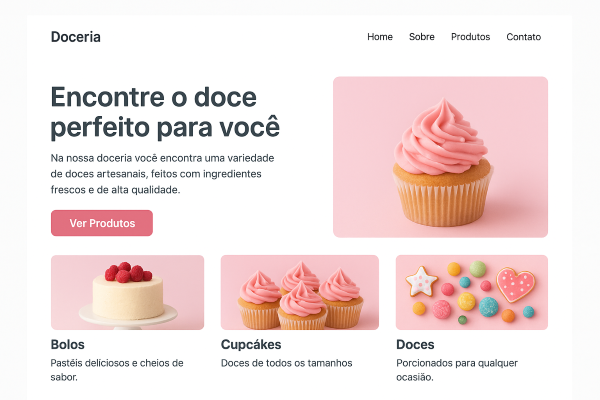 Doceria
Home Sobre Produtos Contato
Encontre o doce
perfeito para você
Na nossa doceria você encontra uma variedade
de doces artesanais, feitos com ingredientes
frescos e de alta qualidade.
Ver Produtos
Bolos
Pastéis delíciosos e cheios de
sabor.
Cupcákes
Doces de todos os tamanhos
Doces
Porcionados para qualquer
ocasião.